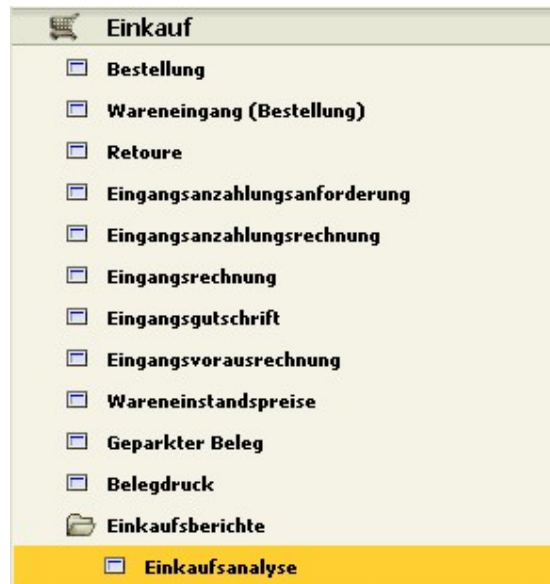 Einkauf
Bestellung
Wareneingang (Bestellung)
Retoure
Eingangsanzahlungsanforderung
Eingangsanzahlungsrechnung
Eingangsrechnung
Eingangsgutschrift
Eingangsvorausrechnung
Wareneinstandspreise
Geparkter Beleg
Belegdruck
Einkaufsberichte
Einkaufsanalyse